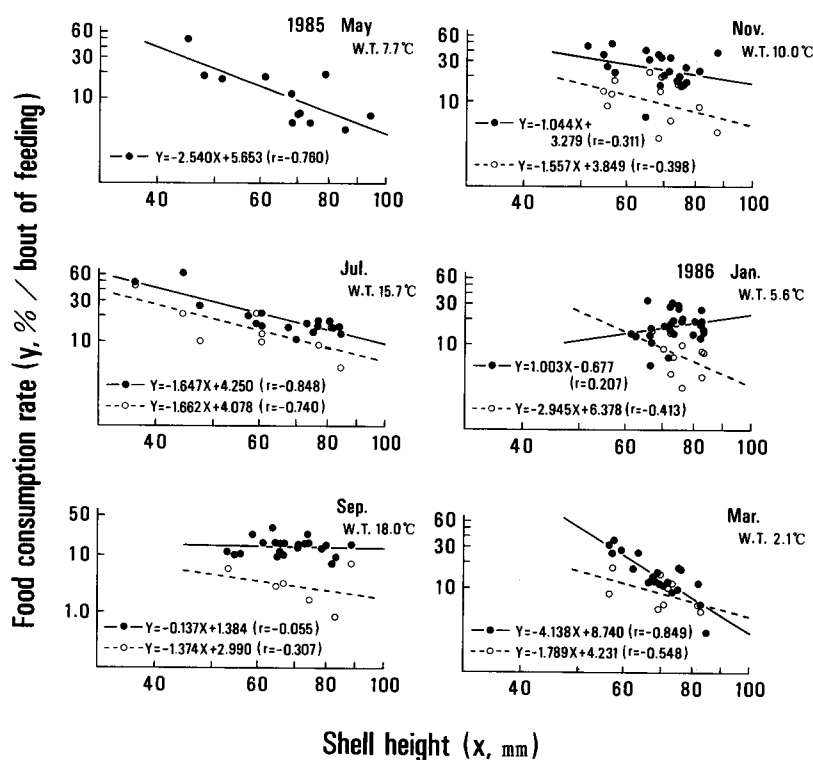 Food consumption rate (y, % / bout of feeding)
1985 May
W.T. 7.7℃
60
30
10
Y=-2.540X+5.653 (r=-0.760)
40 60 80 100
Nov.
W.T. 10.0℃
60
30
10
Y=-1.044X+
3.279 (r=-0.311)
Y=-1.557X+3.849 (r=-0.398)
40 60 80 100
Jul.
W.T. 15.7℃
60
30
10
Y=-1.647X+4.250 (r=-0.848)
Y=-1.662X+4.078 (r=-0.740)
40 60 80 100
1986 Jan.
W.T. 5.6℃
60
30
10
Y=1.003X-0.677
(r=0.207)
Y=-2.945X+6.378 (r=-0.413)
40 60 80 100
Sep.
W.T. 18.0℃
50
10
1.0
Y=-0.137X+1.384 (r=-0.055)
Y=-1.374X+2.990 (r=-0.307)
40 60 80 100
Mar.
W.T. 2.1℃
60
30
10
Y=-4.138X+8.740 (r=-0.849)
Y=-1.789X+4.231 (r=-0.548)
40 60 80 100
Shell height (x, mm)